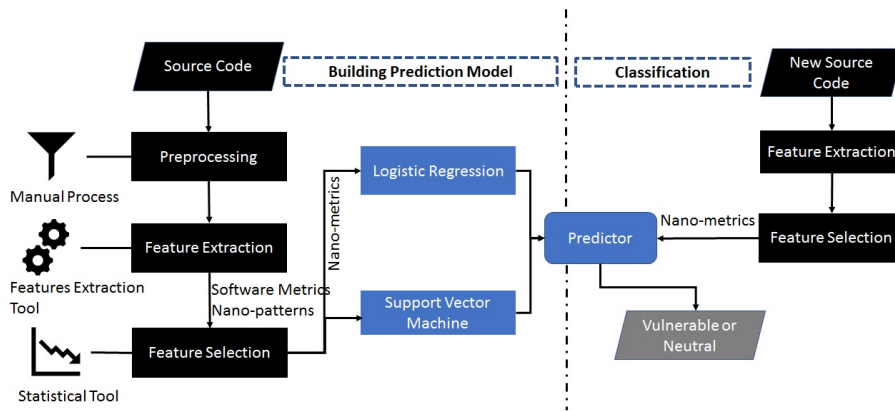 Source Code
Building Prediction Model
Classification
New Source
Code
Preprocessing
Manual Process
Feature Extraction
Features Extraction
Tool
Software Metrics
Nano-patterns
Feature Selection
Statistical Tool
Nano-metrics
Logistic Regression
Support Vector
Machine
Predictor
Nano-metrics
Feature Extraction
Feature Selection
Vulnerable or
Neutral